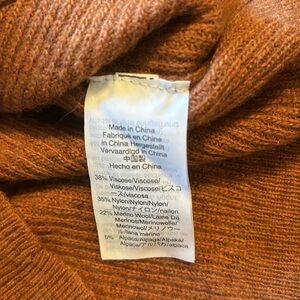 Made in China
Fabriqué en China
in China Hergestellt
Vervaardigd in China
中国製
Hecho en China
38% Viscose/Viscose/
Viskose/Viscose/ビスコ
ース/viscosa
35% Nylon/Nylon/Nylon/
Nylon/ナイロン/nailon
22% Merino Wool/Laine De
Merinos/Merinowolle/
Merinowol/メリノウー
ル/lana merino
5% Alpaca/Alpaga/Alpaka/
Alpaca/アルパカ/alpaca